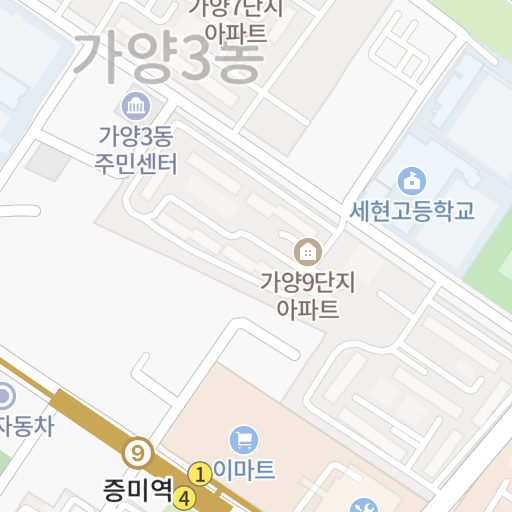 가양7단지
아파트
가양3동
가양3동
주민센터
세현고등학교
가양9단지
아파트
자동차
이마트
9
1
증미역
4